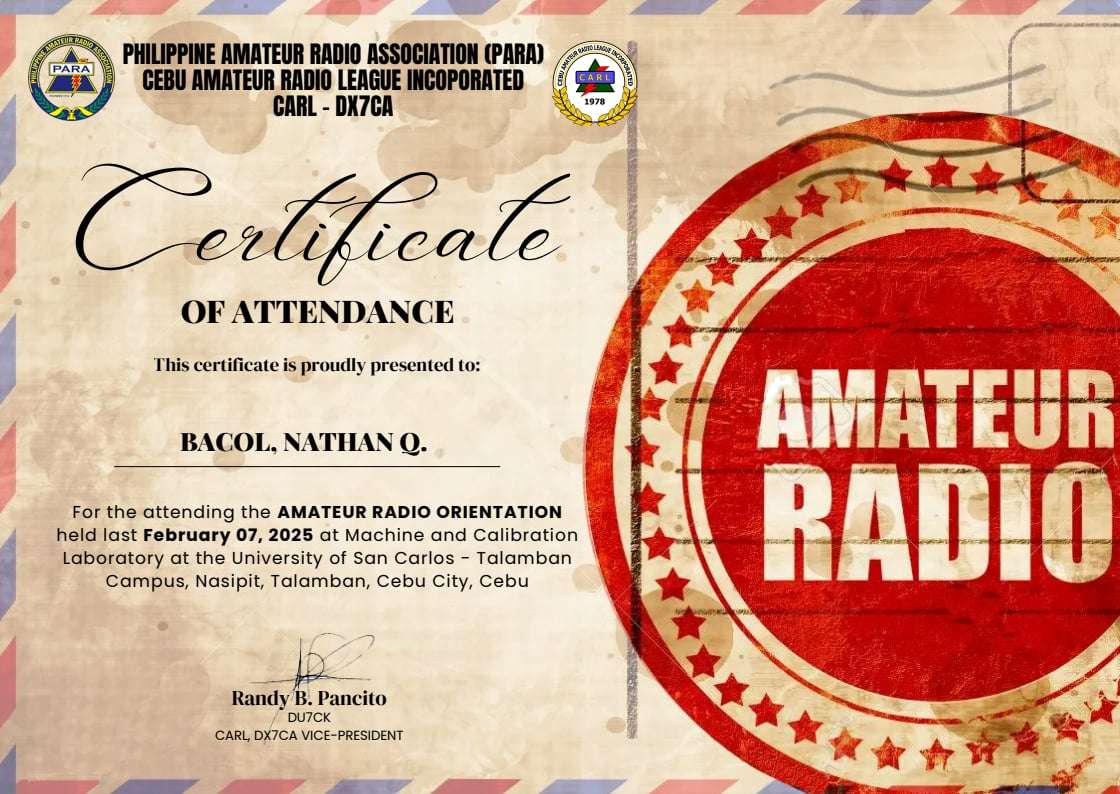 PHILIPPINE AMATEUR RADIO ASSOCIATION (PARA)
CEBU AMATEUR RADIO LEAGUE INCOPORATED
CARL - DX7CA
PHILIPPINE AMATEUR RADIO ASSOCIATION
PARA
CEBU AMATEUR RADIO LEAGUE INCORPORATED
CARL
1978
Certificate
OF ATTENDANCE
This certificate is proudly presented to:
BACOL, NATHAN Q.
For the attending the AMATEUR RADIO ORIENTATION
held last February 07, 2025 at Machine and Calibration
Laboratory at the University of San Carlos - Talamban
Campus, Nasipit, Talamban, Cebu City, Cebu
Randy B. Pancito
DU7CK
CARL, DX7CA VICE-PRESIDENT
AMATEUR
RADIO